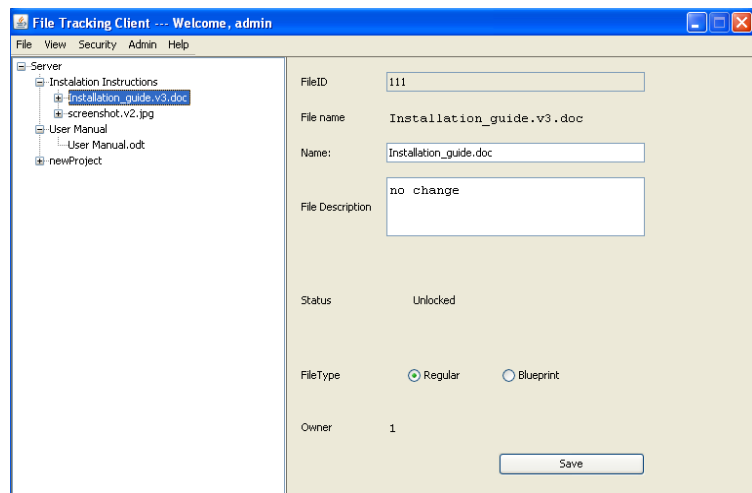 File Tracking Client --- Welcome, admin
File View Security Admin Help
Server
Instalation Instructions
Installation_guide.v3.doc
screenshot.v2.jpg
User Manual
User Manual.odt
newProject
FileID 111
File name Installation_guide.v3.doc
Name: Installation_guide.doc
File Description no change
Status Unlocked
FileType Regular Blueprint
Owner 1
Save